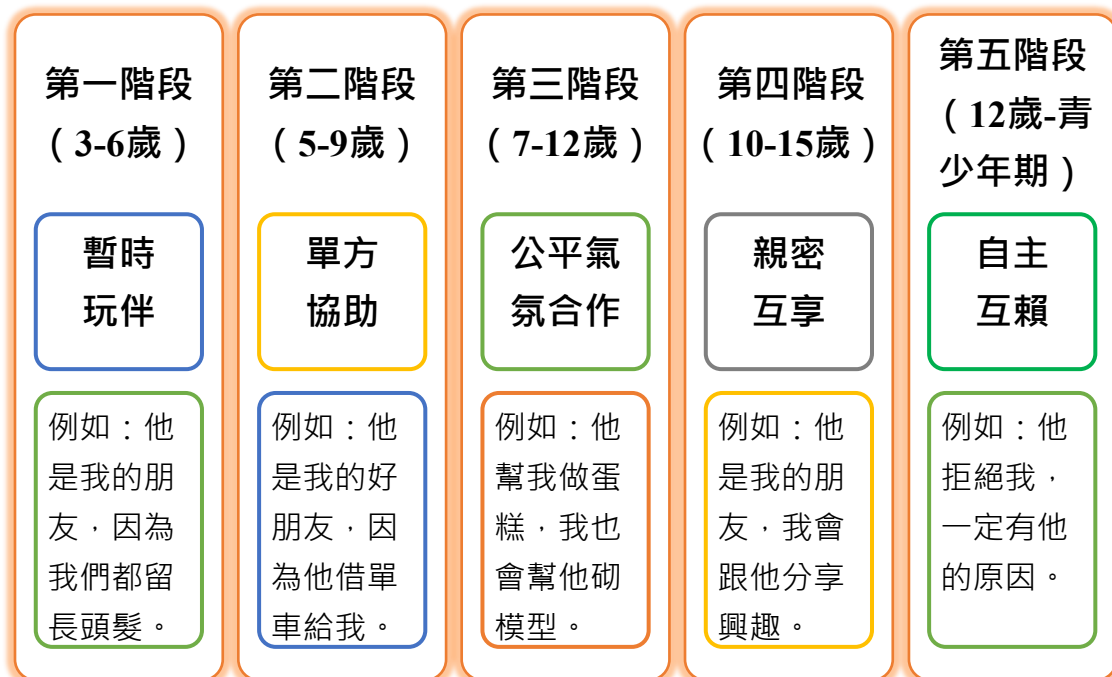 第一階段
（3-6歲）
暫時
玩伴
例如：他
是我的朋
友，因為
我們都留
長頭髮。
第二階段
（5-9歲）
單方
協助
例如：他
是我的好
朋友，因
為他借單
車給我。
第三階段
（7-12歲）
公平氣
氛合作
例如：他
幫我做蛋
糕，我也
會幫他砌
模型。
第四階段
（10-15歲）
親密
互享
例如：他
是我的朋
友，我會
跟他分享
興趣。
第五階段
（12歲-青
少年期）
自主
互賴
例如：他
拒絕我，
一定有他
的原因。